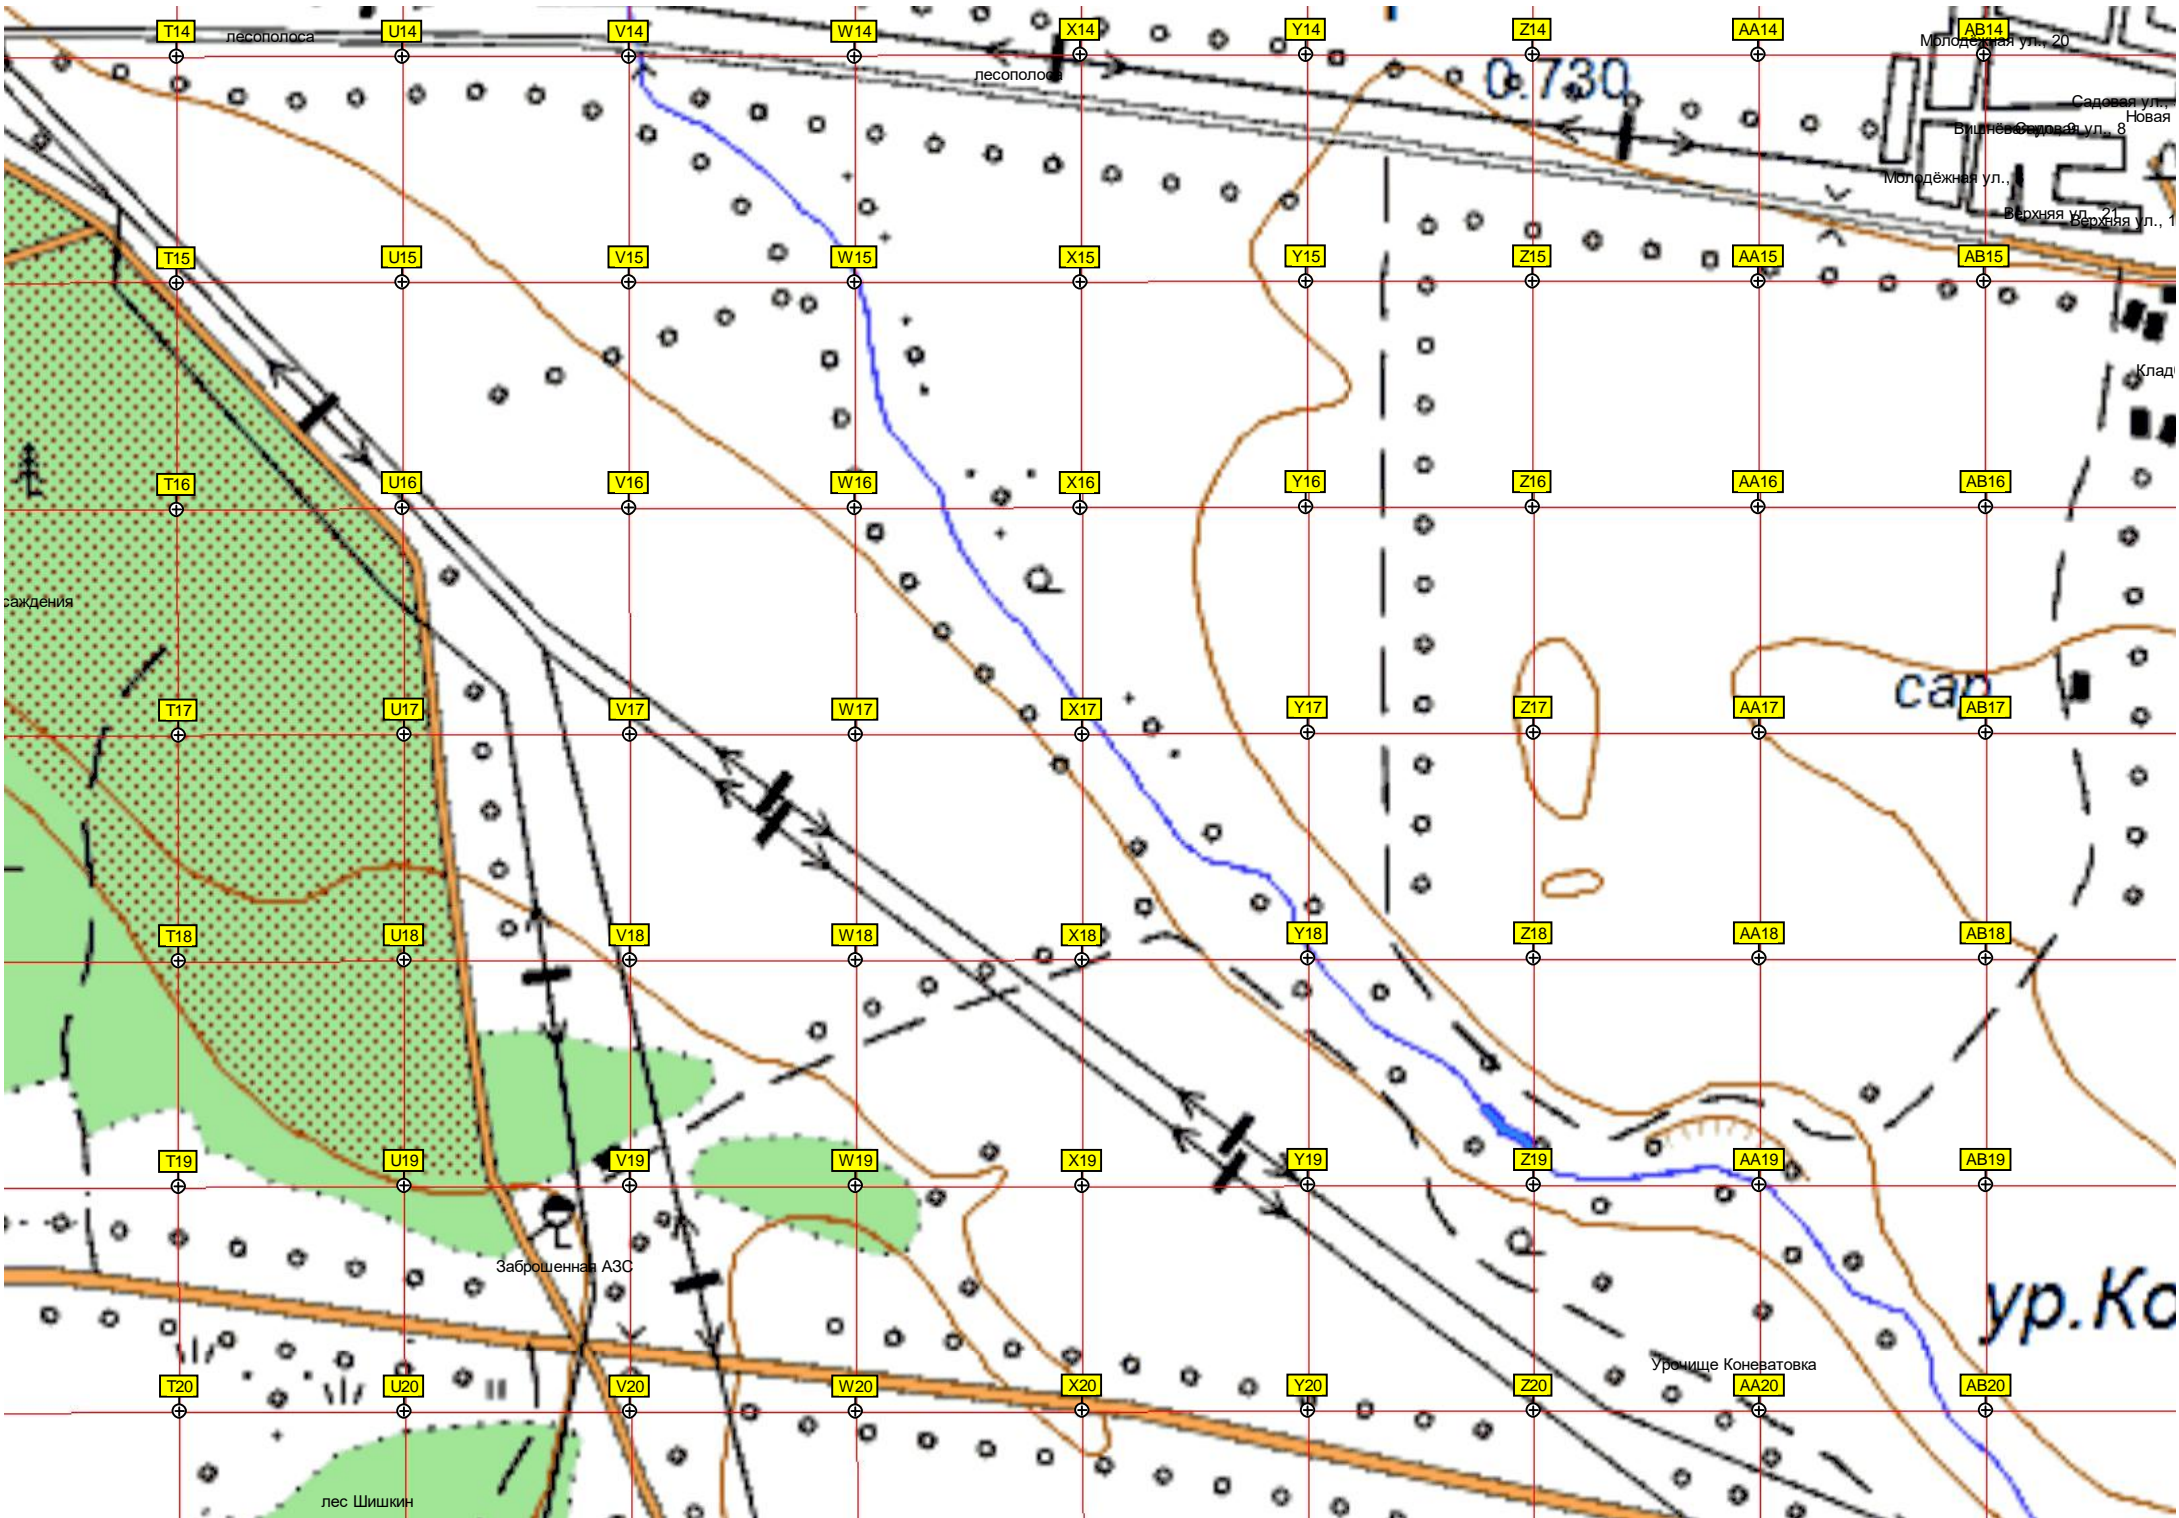 T14 лесополоса U14 V14 W14 X14 Y14 Z14 AA14 AB14
Молодёжная ул., 20
лесополоса
0.730
Садовая ул.,
Новая
Садовая ул., 8
Молодёжная ул.,
Верхняя ул., 21
Верхняя ул., 1
T15 U15 V15 W15 X15 Y15 Z15 AA15 AB15
T16 U16 V16 W16 X16 Y16 Z16 AA16 AB16
саждения
сар
T17 U17 V17 W17 X17 Y17 Z17 AA17 AB17
T18 U18 V18 W18 X18 Y18 Z18 AA18 AB18
T19 U19 V19 W19 X19 Y19 Z19 AA19 AB19
Заброшенная АЗС
ур.Ко
Урочище Коневатовка
T20 U20 V20 W20 X20 Y20 Z20 AA20 AB20
лес Шишкин